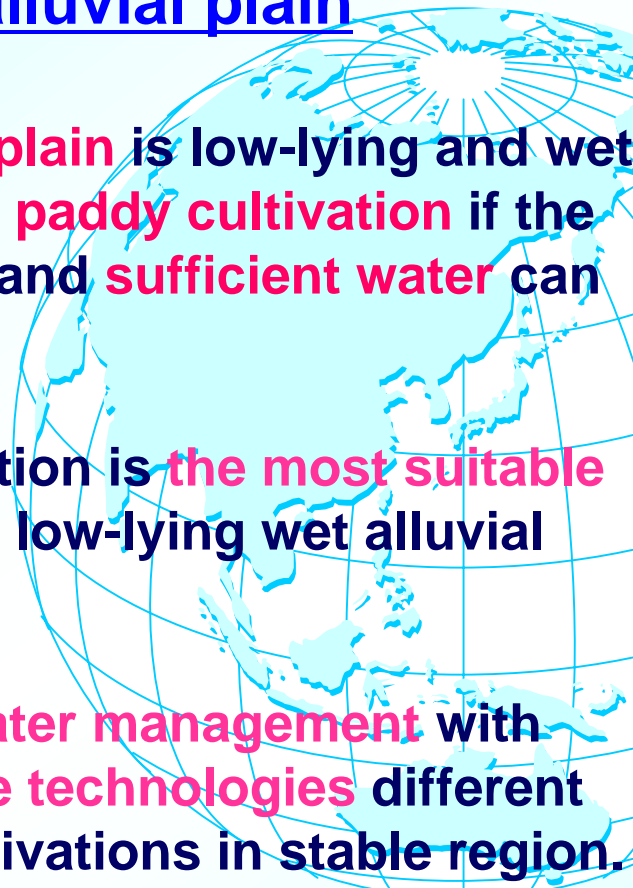 alluvial plain
plain is low-lying and wet
paddy cultivation if the
and sufficient water can
tion is the most suitable
low-lying wet alluvial
ater management with
e technologies different
ivations in stable region.